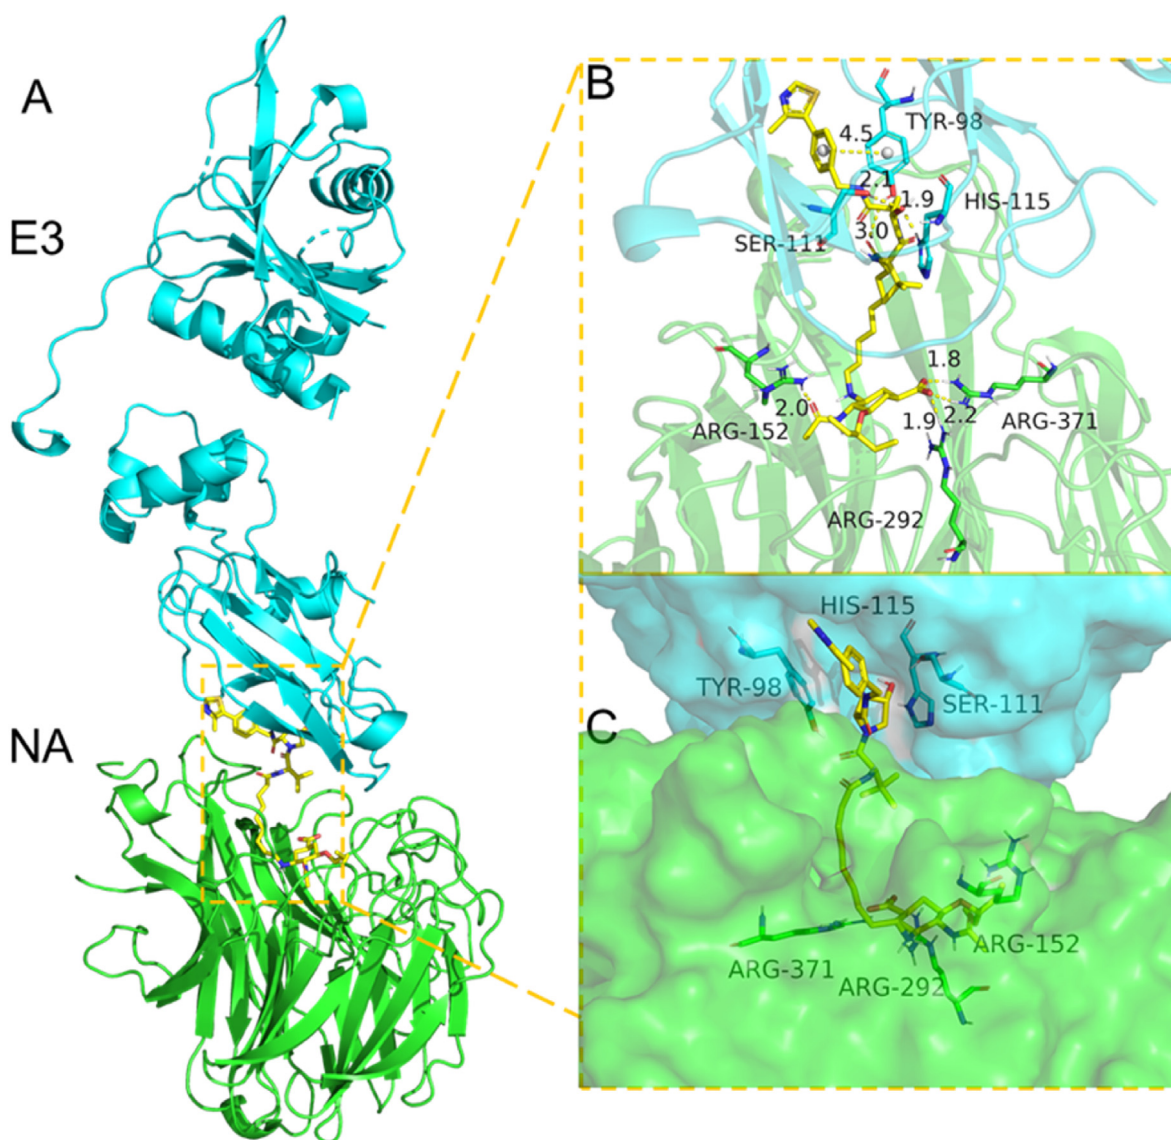 A
E3
NA
B
4.5
TYR-98
2.1
1.9
HIS-115
3.0
SER-111
1.8
2.0
1.9
2.2
ARG-371
ARG-152
ARG-292
HIS-115
TYR-98
SER-111
C
ARG-152
ARG-371
ARG-292